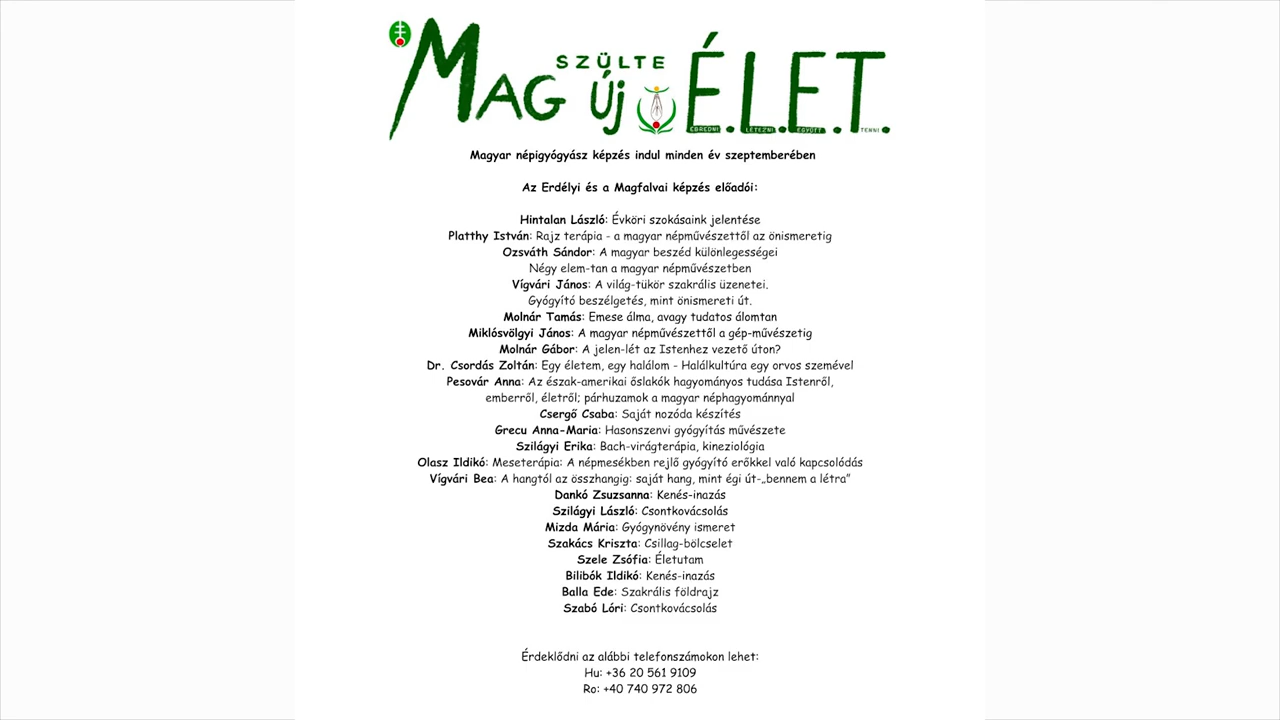 MAG SZÜLTE ÚJ É.L.E.T.
ÉBREDNI LÉTEZNI EGYÜTT TENNI
Magyar népigyógyász képzés indul minden év szeptemberében
Az Erdélyi és a Magfalvai képzés előadói:
Hintalan László: Évköri szokásaink jelentése
Platthy István: Rajz terápia - a magyar népművészettől az önismeretig
Ozsváth Sándor: A magyar beszéd különlegességei
Négy elem-tan a magyar népművészetben
Vígvári János: A világ-tükör szakrális üzenetei.
Gyógyító beszélgetés, mint önismereti út.
Molnár Tamás: Emese álma, avagy tudatos álomtan
Miklósvölgyi János: A magyar népművészettől a gép-művészetig
Molnár Gábor: A jelen-lét az Istenhez vezető úton?
Dr. Csordás Zoltán: Egy életem, egy halálom - Halálkultúra egy orvos szemével
Pesovár Anna: Az észak-amerikai őslakók hagyományos tudása Istenről,
emberről, életről; párhuzamok a magyar néphagyománnyal
Csergő Csaba: Saját nozóda készítés
Grecu Anna-Maria: Hasonszenvi gyógyítás művészete
Szilágyi Erika: Bach-virágterápia, kineziológia
Olasz Ildikó: Meseterápia: A népmesékben rejlő gyógyító erőkkel való kapcsolódás
Vígvári Bea: A hangtól az összhangig: saját hang, mint égi út-„bennem a létra”
Dankó Zsuzsanna: Kenés-inazás
Szilágyi László: Csontkovácsolás
Mizda Mária: Gyógynövény ismeret
Szakács Kriszta: Csillag-bölcselet
Szele Zsófia: Életutam
Bilibók Ildikó: Kenés-inazás
Balla Ede: Szakrális földrajz
Szabó Lóri: Csontkovácsolás
Érdeklődni az alábbi telefonszámokon lehet:
Hu: +36 20 561 9109
Ro: +40 740 972 806